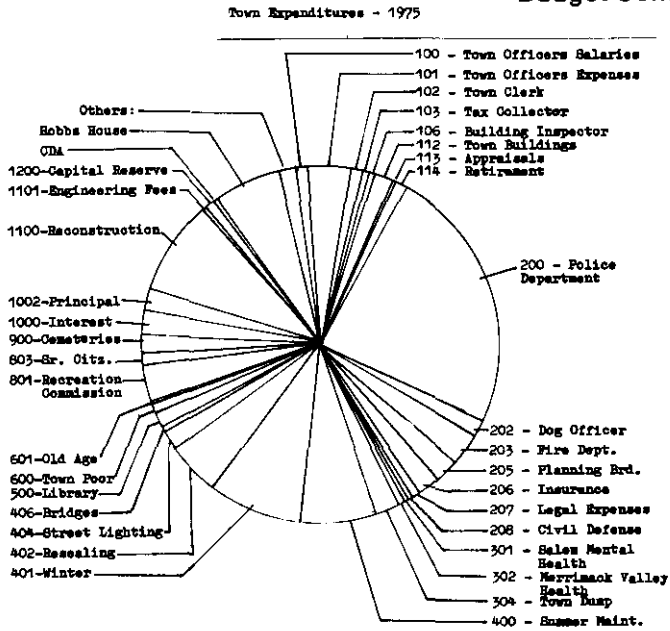 Town Expenditures - 1975
100 - Town Officers Salaries
101 - Town Officers Expenses
102 - Town Clerk
103 - Tax Collector
106 - Building Inspector
112 - Town Buildings
113 - Appraisals
114 - Retirement
200 - Police
Department
202 - Dog Officer
203 - Fire Dept.
205 - Planning Brd.
206 - Insurance
207 - Legal Expenses
208 - Civil Defense
301 - Salem Mental
Health
302 - Merrimack Valley
Health
304 - Town Dump
400 - Summer Maint.
Others:
Hobbs House
CDA
1200-Capital Reserve
1101-Engineering Fees
1100-Reconstruction
1002-Principal
1000-Interest
900-Cemeteries
803-Sr. Citz.
801-Recreation
Commission
601-Old Age
600-Town Poor
500-Library
406-Bridges
404-Street Lighting
402-Resealing
401-Winter